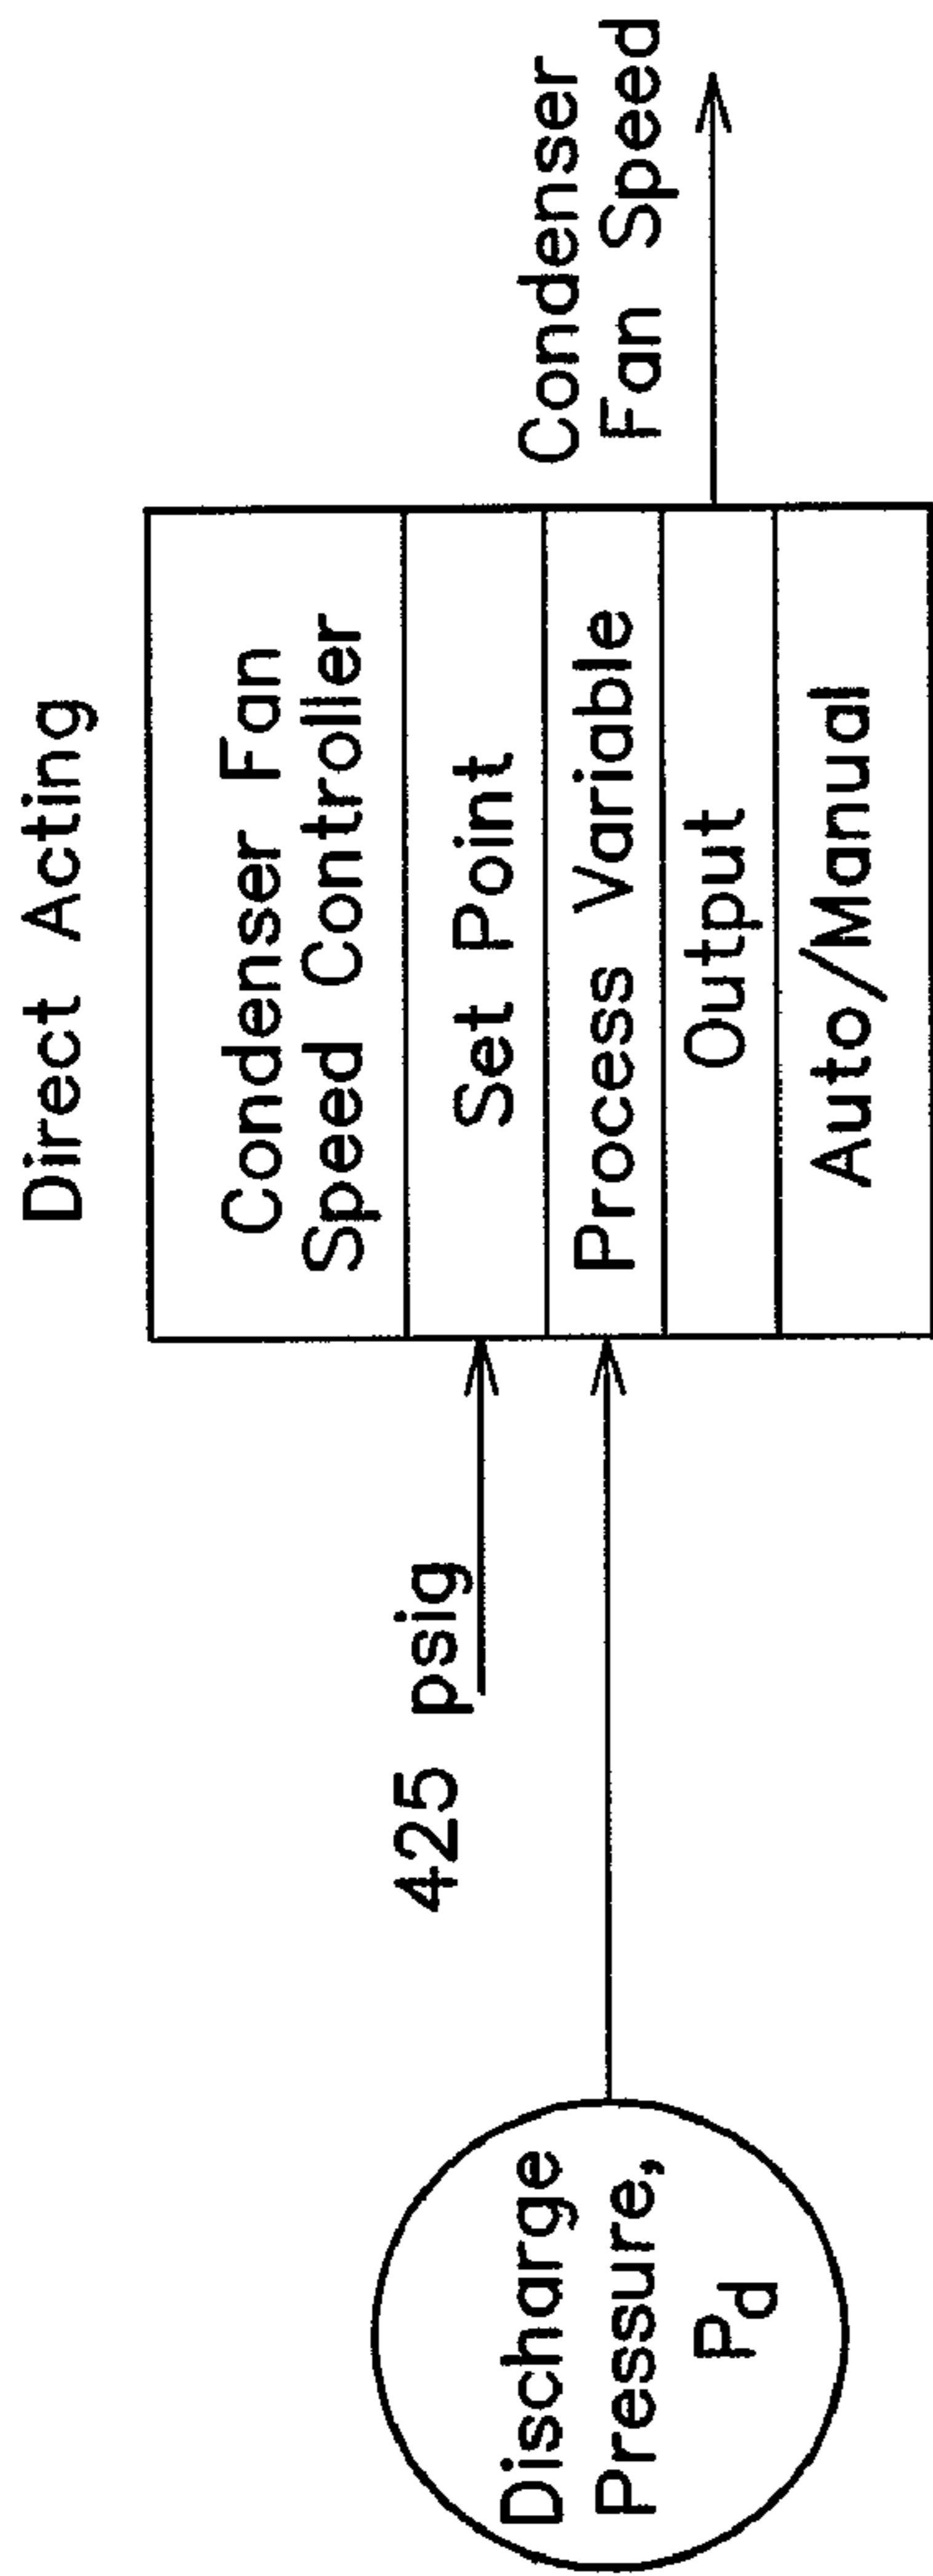 Direct Acting
Condenser Fan
Speed Controller
Set Point
Process Variable
Output
Auto/Manual
425 psig
Discharge
Pressure,
Pd
Condenser
Fan Speed